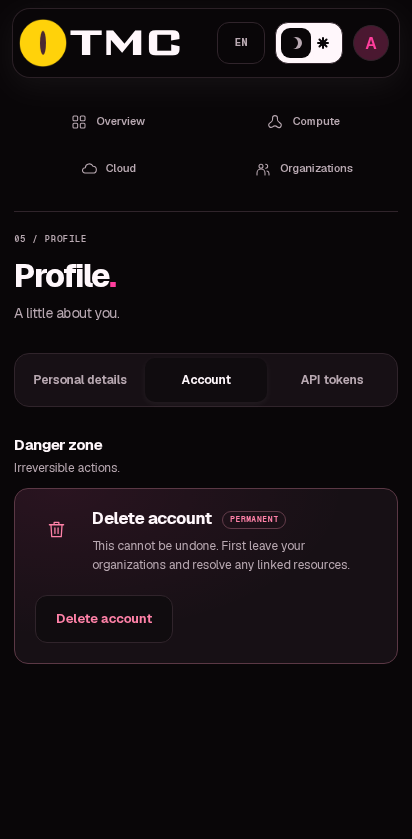 TMC
EN
A
Overview
Compute
Cloud
Organizations
05 / PROFILE
Profile.
A little about you.
Personal details
Account
API tokens
Danger zone
Irreversible actions.
Delete account
PERMANENT
This cannot be undone. First leave your
organizations and resolve any linked resources.
Delete account